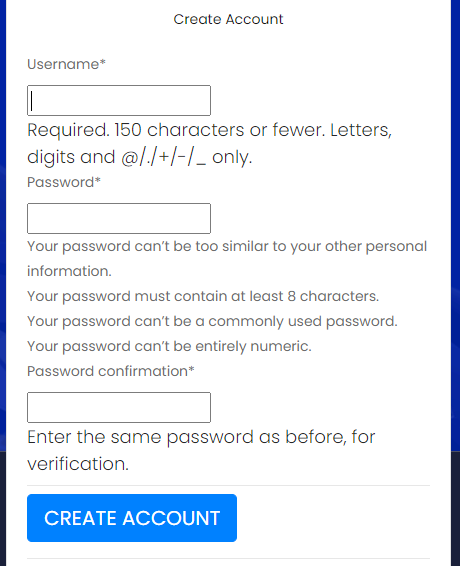 Create Account
Username*
Required. 150 characters or fewer. Letters,
digits and @/./+/-/_ only.
Password*
Your password can’t be too similar to your other personal
information.
Your password must contain at least 8 characters.
Your password can’t be a commonly used password.
Your password can’t be entirely numeric.
Password confirmation*
Enter the same password as before, for
verification.
CREATE ACCOUNT